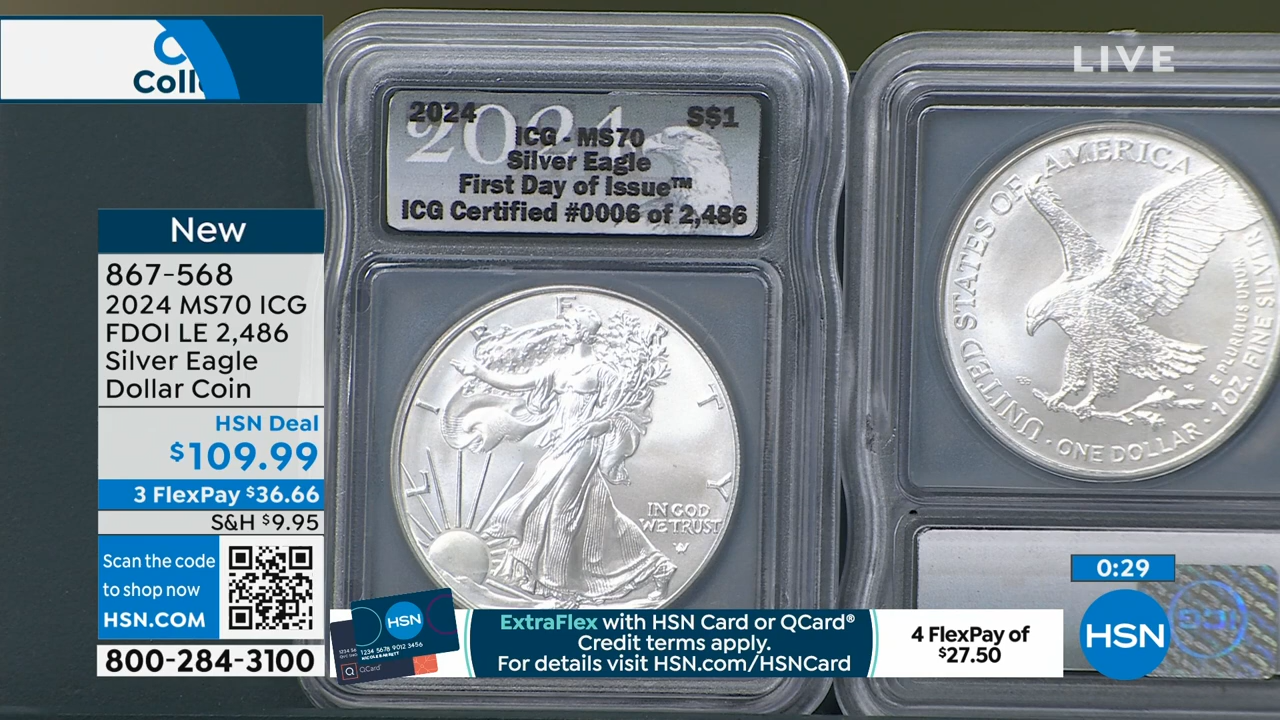 Coll
LIVE
2024 S$1
ICG - MS70
Silver Eagle
First Day of Issue™
ICG Certified #0006 of 2,486
LIBERTY
IN GOD
WE TRUST
UNITED STATES OF AMERICA
E PLURIBUS UNUM
1 OZ. FINE SILVER
· ONE DOLLAR ·
New
867-568
2024 MS70 ICG
FDOI LE 2,486
Silver Eagle
Dollar Coin
HSN Deal
$109.99
3 FlexPay $36.66
S&H $9.95
Scan the code
to shop now
HSN.COM
800-284-3100
HSN
1234 5678 9012 3456
QCard
ExtraFlex with HSN Card or QCard®
Credit terms apply.
For details visit HSN.com/HSNCard
4 FlexPay of
$27.50
0:29
HSN